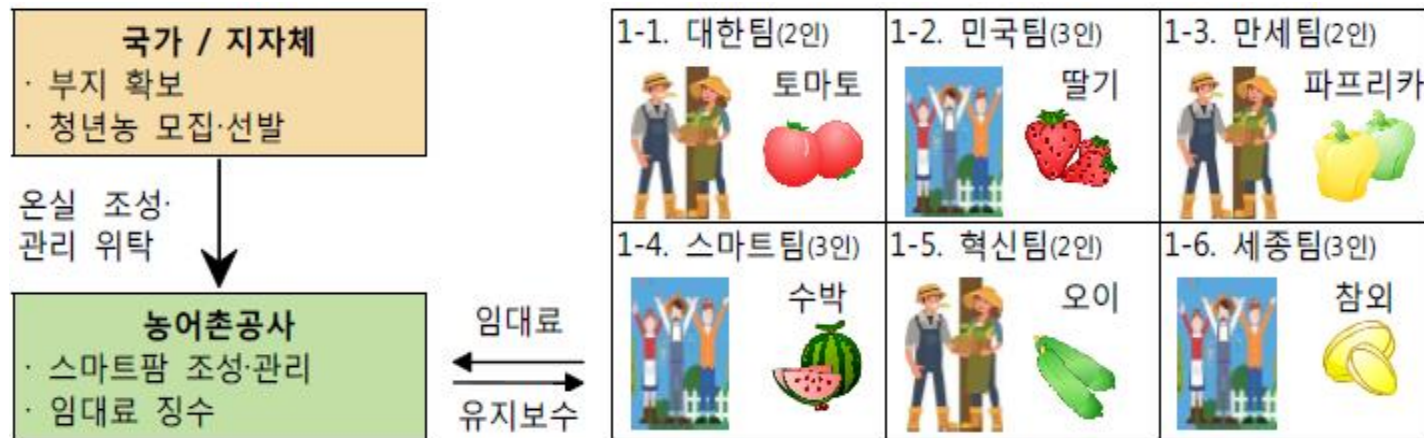 국가 / 지자체
· 부지 확보
· 청년농 모집·선발
온실 조성·
관리 위탁
농어촌공사
· 스마트팜 조성·관리
· 임대료 징수
임대료
유지보수
1-1. 대한팀(2인)
토마토
1-2. 민국팀(3인)
딸기
1-3. 만세팀(2인)
파프리카
1-4. 스마트팀(3인)
수박
1-5. 혁신팀(2인)
오이
1-6. 세종팀(3인)
참외